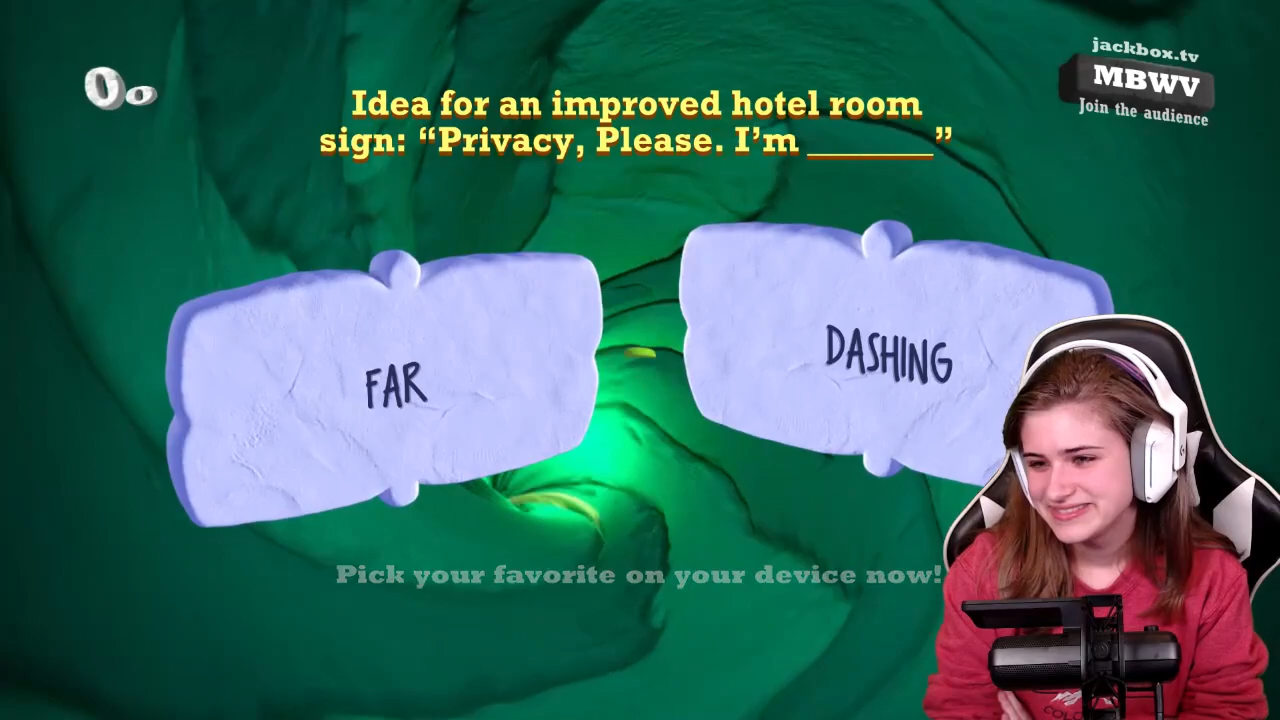 jackbox.tv
MBWV
Join the audience
Idea for an improved hotel room
sign: “Privacy, Please. I’m _______”
FAR
DASHING
Pick your favorite on your device now!